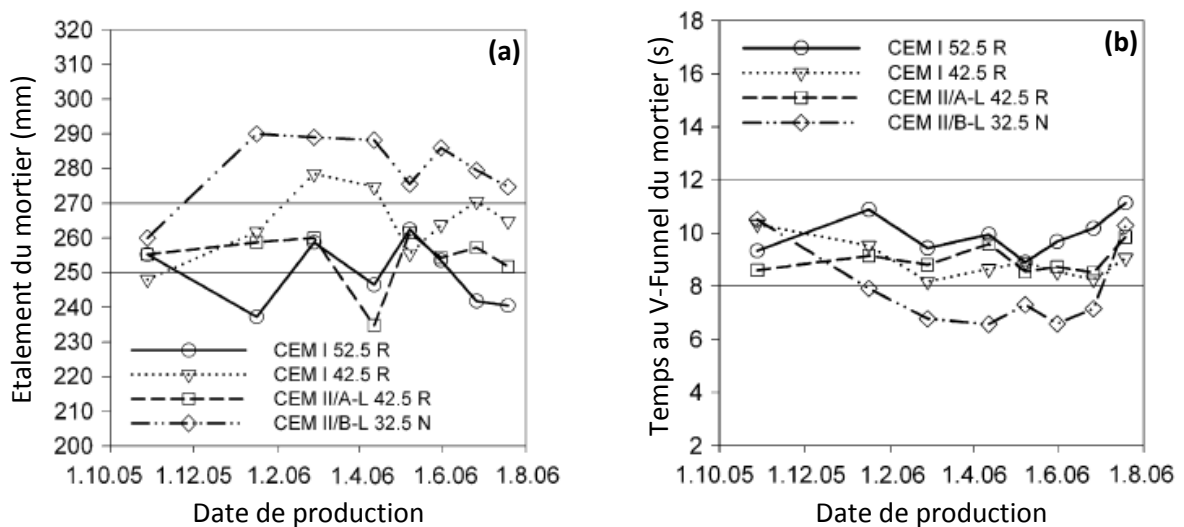 (a)
Etalement du mortier (mm)
320
310
300
290
280
270
260
250
240
230
220
210
200
CEM I 52.5 R
CEM I 42.5 R
CEM II/A-L 42.5 R
CEM II/B-L 32.5 N
1.10.05 1.12.05 1.2.06 1.4.06 1.6.06 1.8.06
Date de production
(b)
Temps au V-Funnel du mortier (s)
18
16
14
12
10
8
6
4
2
CEM I 52.5 R
CEM I 42.5 R
CEM II/A-L 42.5 R
CEM II/B-L 32.5 N
1.10.05 1.12.05 1.2.06 1.4.06 1.6.06 1.8.06
Date de production